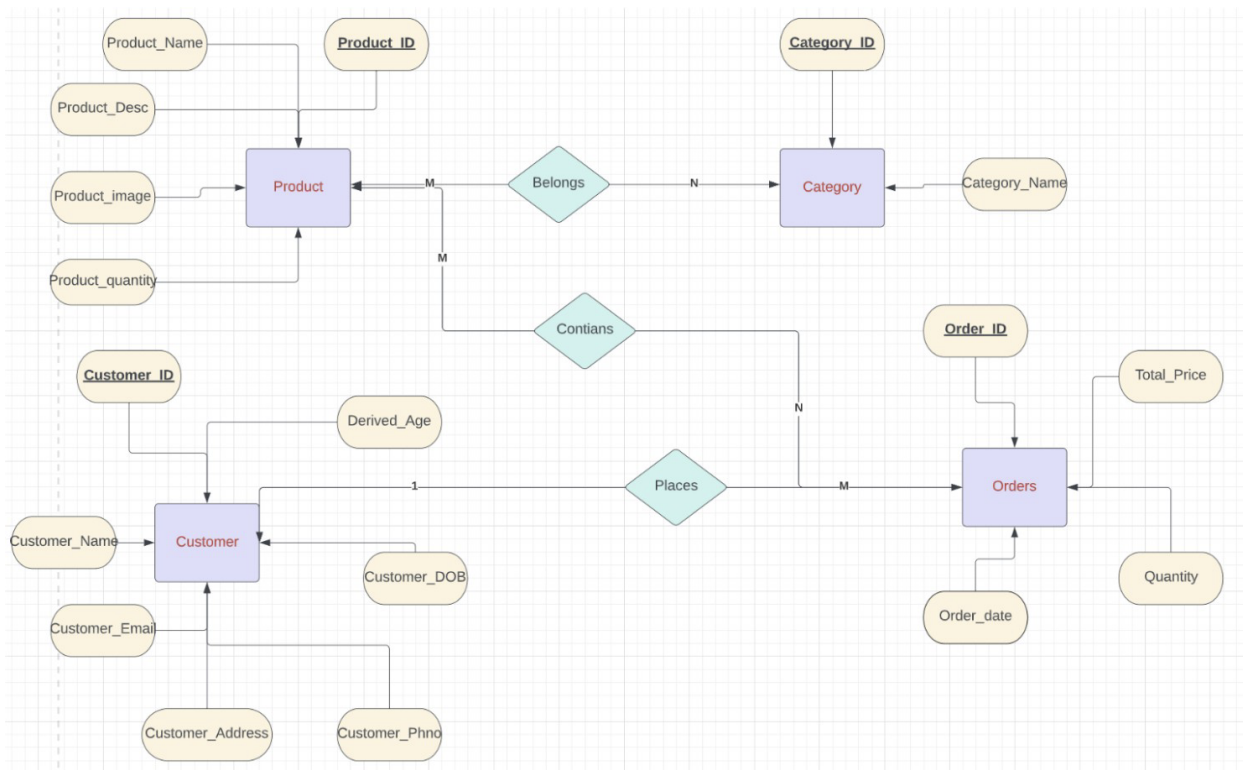 Product_Name
Product_ID
Category_ID
Product_Desc
Product
M
Belongs
N
Category
Category_Name
Product_image
M
Product_quantity
Contians
Order_ID
Customer_ID
Total_Price
N
Derived_Age
1
Places
M
Orders
Customer_Name
Customer
Customer_DOB
Quantity
Customer_Email
Order_date
Customer_Address
Customer_Phno